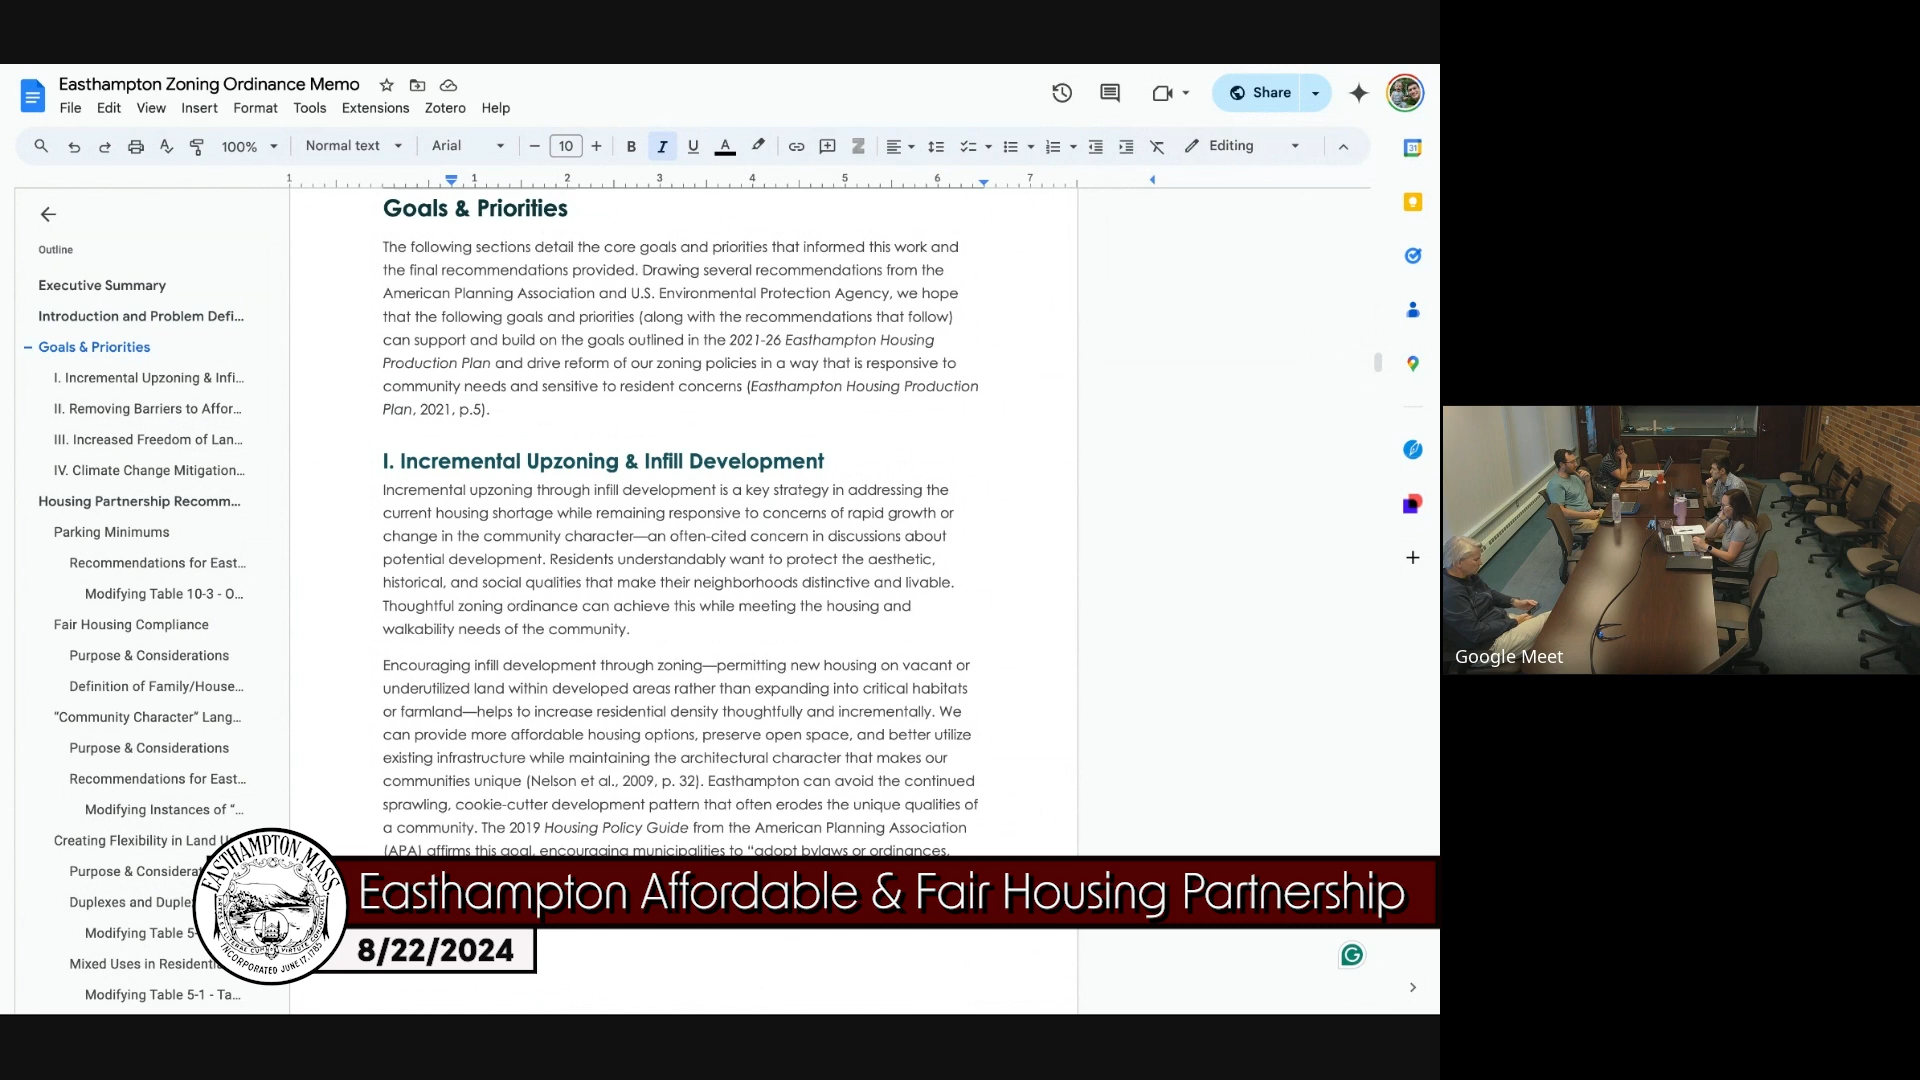 Easthampton Zoning Ordinance Memo
File Edit View Insert Format Tools Extensions Zotero Help
Share
100% Normal text Arial 10 B I U A Editing
1 1 2 3 4 5 6 7
Outline
Executive Summary
Introduction and Problem Defi...
Goals & Priorities
I. Incremental Upzoning & Infi...
II. Removing Barriers to Affor...
III. Increased Freedom of Lan...
IV. Climate Change Mitigation...
Housing Partnership Recomm...
Parking Minimums
Recommendations for East...
Modifying Table 10-3 - O...
Fair Housing Compliance
Purpose & Considerations
Definition of Family/House...
“Community Character” Lang...
Purpose & Considerations
Recommendations for East...
Modifying Instances of “...
Creating Flexibility in Land U
Purpose & Considerat
Duplexes and Duple
Modifying Table 5-
Mixed Uses in Residenti
Modifying Table 5-1 - Ta...
Goals & Priorities
The following sections detail the core goals and priorities that informed this work and
the final recommendations provided. Drawing several recommendations from the
American Planning Association and U.S. Environmental Protection Agency, we hope
that the following goals and priorities (along with the recommendations that follow)
can support and build on the goals outlined in the 2021-26 Easthampton Housing
Production Plan and drive reform of our zoning policies in a way that is responsive to
community needs and sensitive to resident concerns (Easthampton Housing Production
Plan, 2021, p.5).
I. Incremental Upzoning & Infill Development
Incremental upzoning through infill development is a key strategy in addressing the
current housing shortage while remaining responsive to concerns of rapid growth or
change in the community character—an often-cited concern in discussions about
potential development. Residents understandably want to protect the aesthetic,
historical, and social qualities that make their neighborhoods distinctive and livable.
Thoughtful zoning ordinance can achieve this while meeting the housing and
walkability needs of the community.
Encouraging infill development through zoning—permitting new housing on vacant or
underutilized land within developed areas rather than expanding into critical habitats
or farmland—helps to increase residential density thoughtfully and incrementally. We
can provide more affordable housing options, preserve open space, and better utilize
existing infrastructure while maintaining the architectural character that makes our
communities unique (Nelson et al., 2009, p. 32). Easthampton can avoid the continued
sprawling, cookie-cutter development pattern that often erodes the unique qualities of
a community. The 2019 Housing Policy Guide from the American Planning Association
(APA) affirms this goal, encouraging municipalities to “adopt bylaws or ordinances,
EASTHAMPTON MASS.
INCORPORATED JUNE 17, 1785
Easthampton Affordable & Fair Housing Partnership
8/22/2024
31
Google Meet